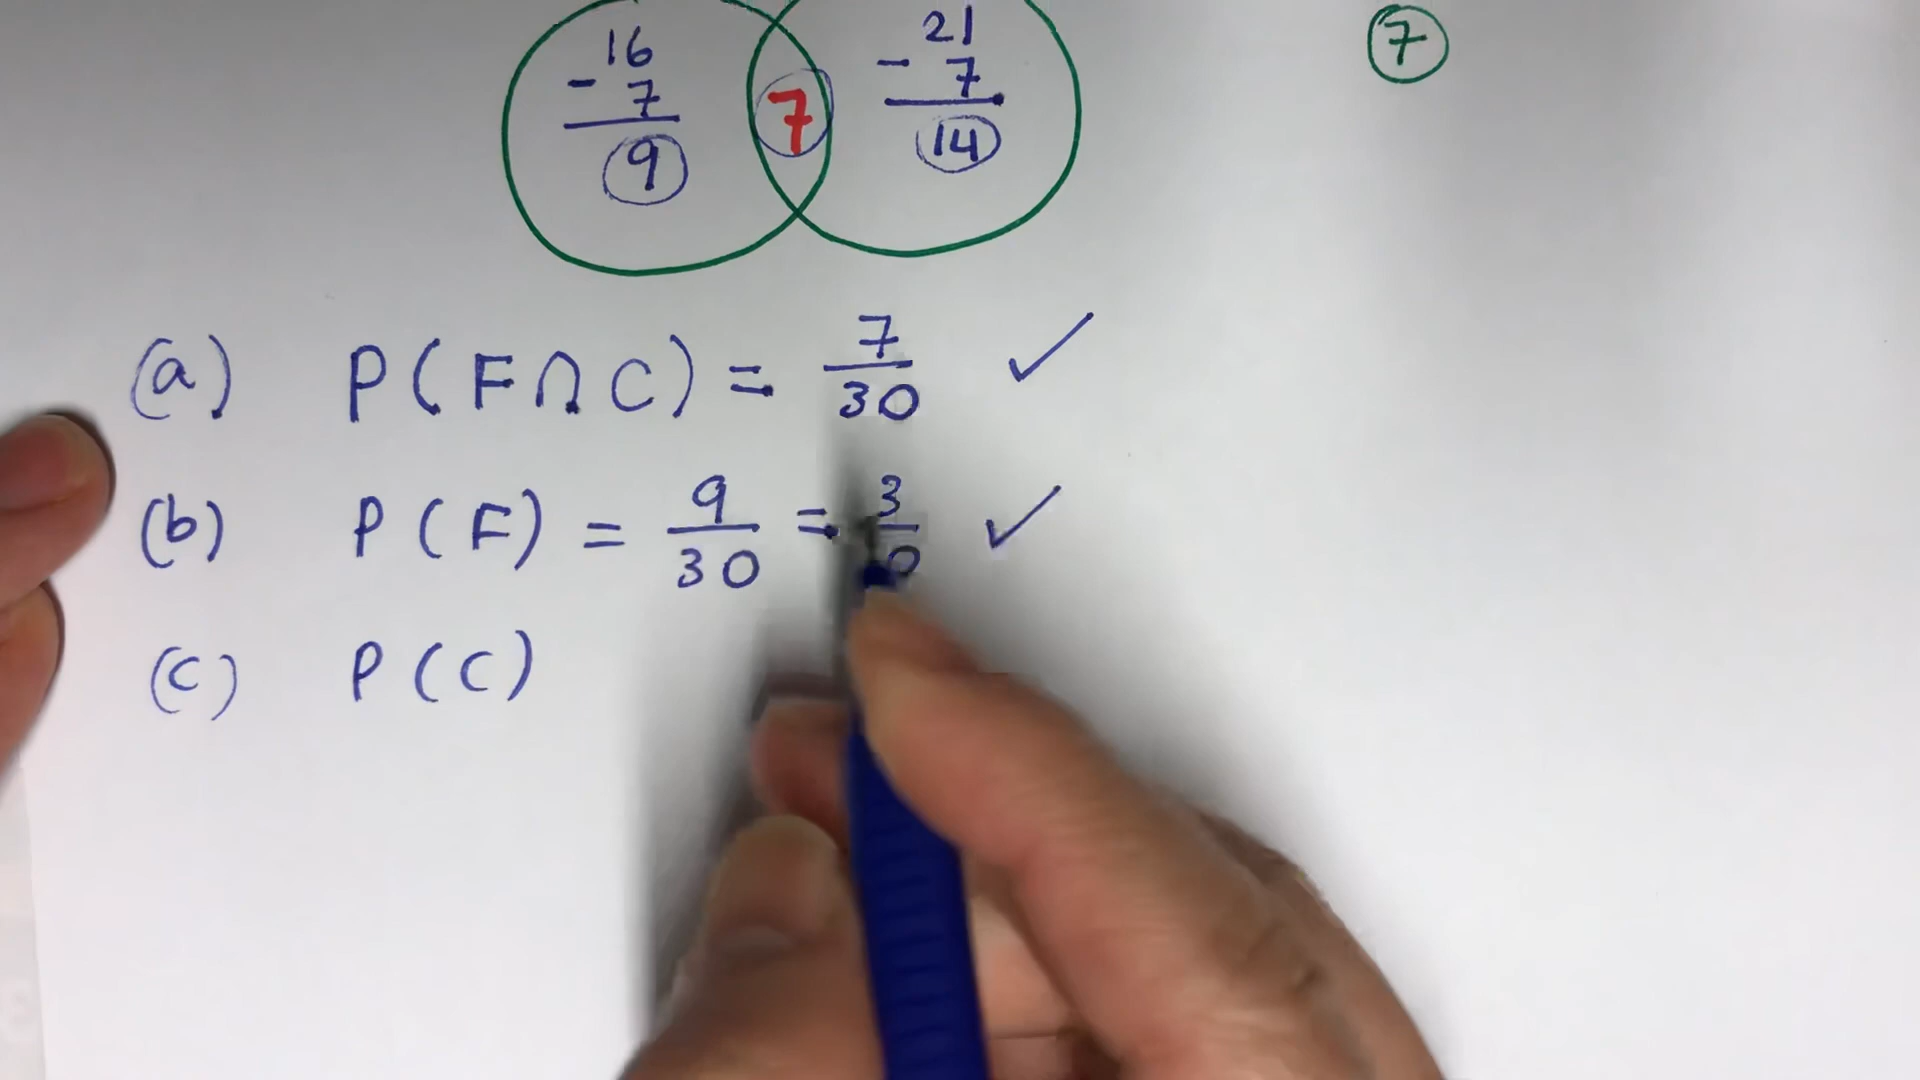 16
- 7
9
7
21
- 7
14
7
(a) P(F∩C) = 7/30 ✓
(b) P(F) = 9/30 = 3/ ✓
(c) P(C)